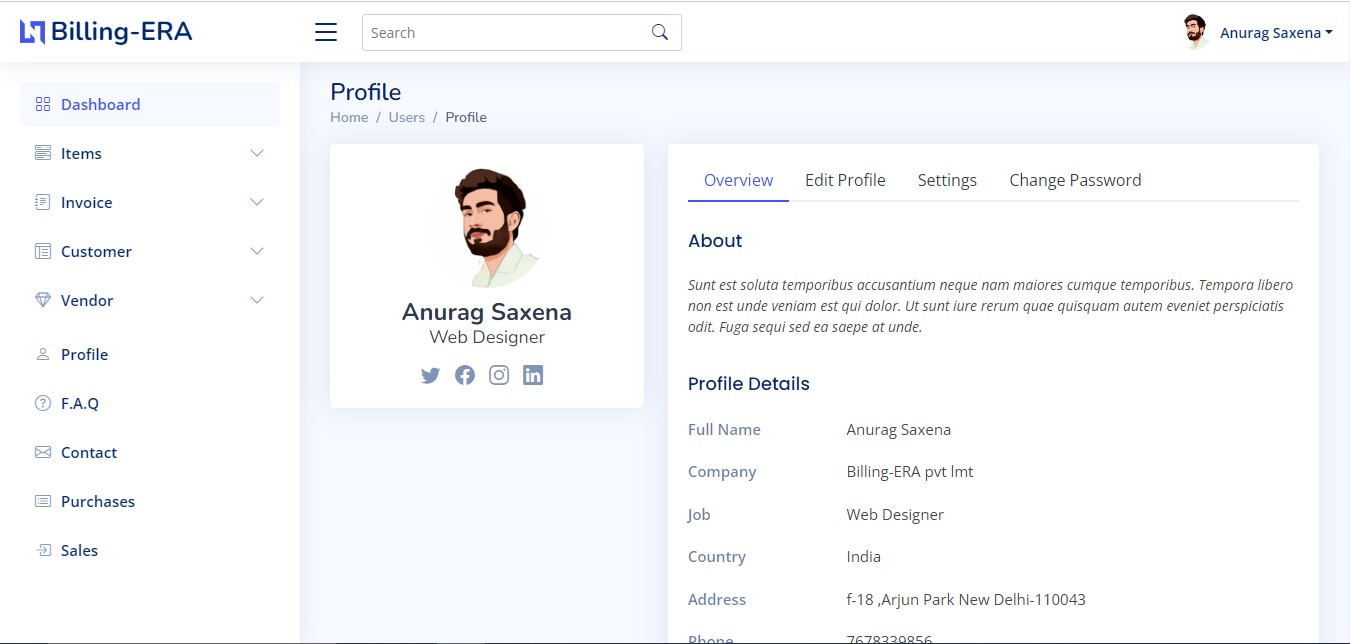 Billing-ERA
Search
Anurag Saxena
Dashboard
Items
Invoice
Customer
Vendor
Profile
F.A.Q
Contact
Purchases
Sales
Profile
Home / Users / Profile
Anurag Saxena
Web Designer
Overview Edit Profile Settings Change Password
About
Sunt est soluta temporibus accusantium neque nam maiores cumque temporibus. Tempora libero
non est unde veniam est qui dolor. Ut sunt iure rerum quae quisquam autem eveniet perspiciatis
odit. Fuga sequi sed ea saepe at unde.
Profile Details
Full Name Anurag Saxena
Company Billing-ERA pvt lmt
Job Web Designer
Country India
Address f-18 ,Arjun Park New Delhi-110043
Phone 7678339856